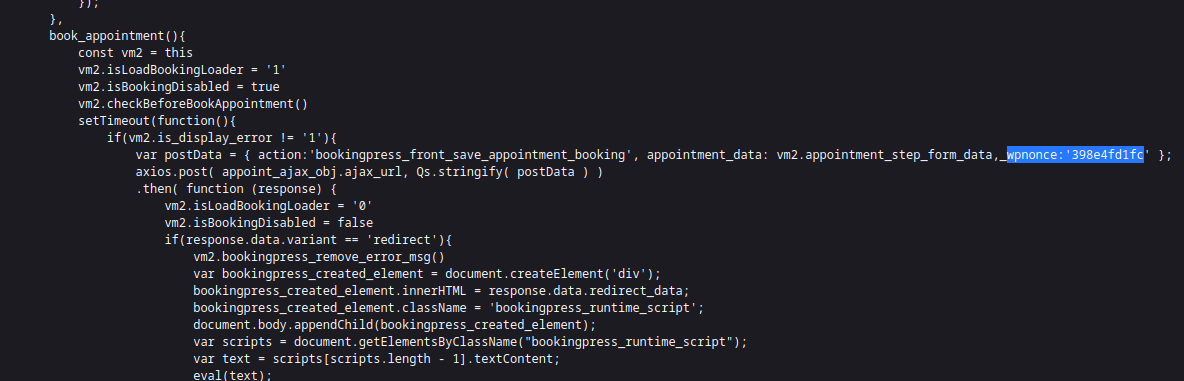 });
},
book_appointment(){
const vm2 = this
vm2.isLoadBookingLoader = '1'
vm2.isBookingDisabled = true
vm2.checkBeforeBookAppointment()
setTimeout(function(){
if(vm2.is_display_error != '1'){
var postData = { action:'bookingpress_front_save_appointment_booking', appointment_data: vm2.appointment_step_form_data,_wpnonce:'398e4fd1fc' };
axios.post( appoint_ajax_obj.ajax_url, Qs.stringify( postData ) )
.then( function (response) {
vm2.isLoadBookingLoader = '0'
vm2.isBookingDisabled = false
if(response.data.variant == 'redirect'){
vm2.bookingpress_remove_error_msg()
var bookingpress_created_element = document.createElement('div');
bookingpress_created_element.innerHTML = response.data.redirect_data;
bookingpress_created_element.className = 'bookingpress_runtime_script';
document.body.appendChild(bookingpress_created_element);
var scripts = document.getElementsByClassName("bookingpress_runtime_script");
var text = scripts[scripts.length - 1].textContent;
eval(text);